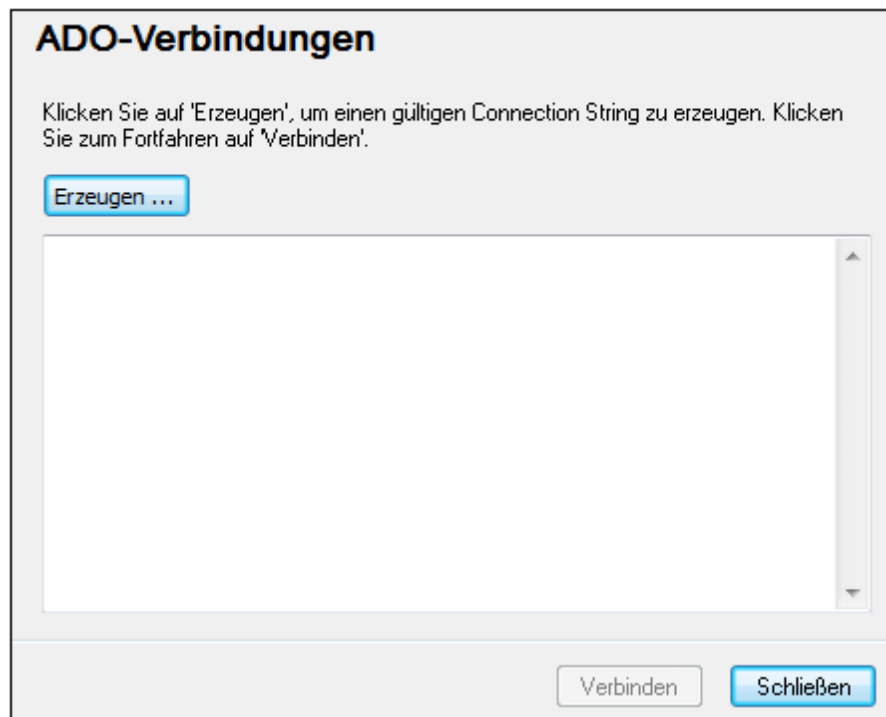 ADO-Verbindungen
Klicken Sie auf 'Erzeugen', um einen gültigen Connection String zu erzeugen. Klicken
Sie zum Fortfahren auf 'Verbinden'.
Erzeugen ...
Verbinden
Schließen